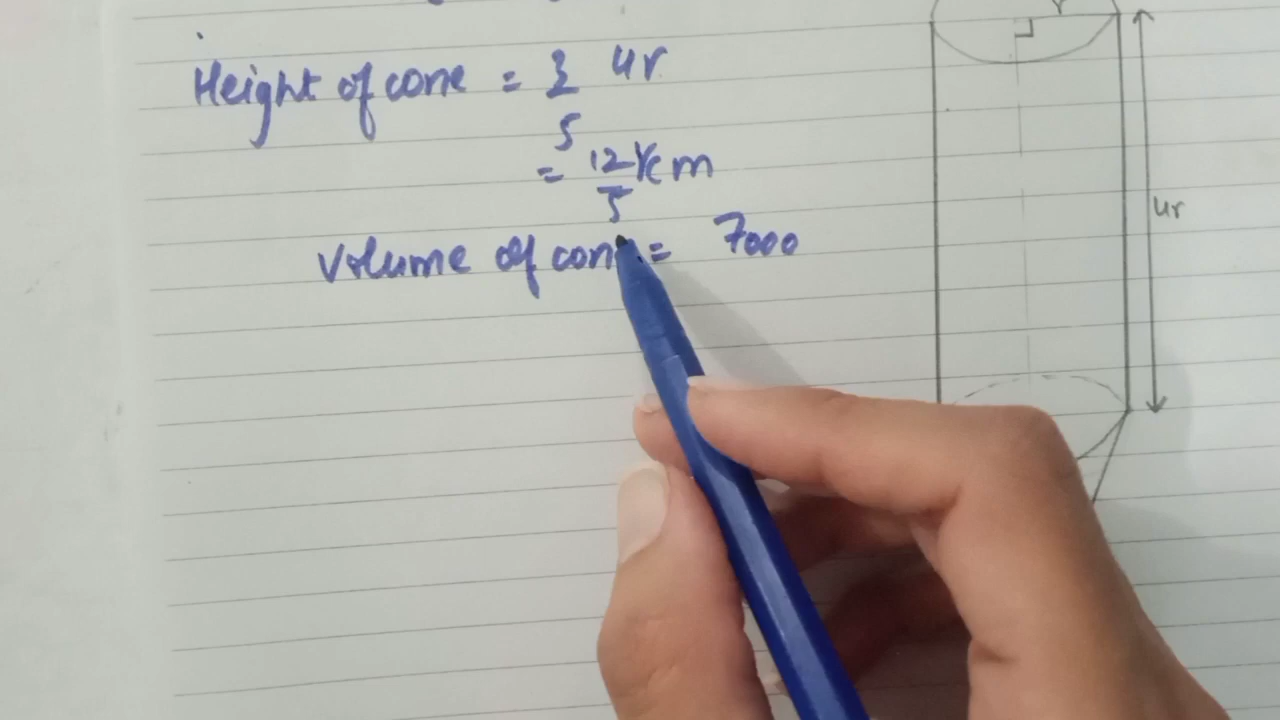 Height of cone = 3 4r
5
= 12 r cm
5
Volume of cone = 7000
r
4r